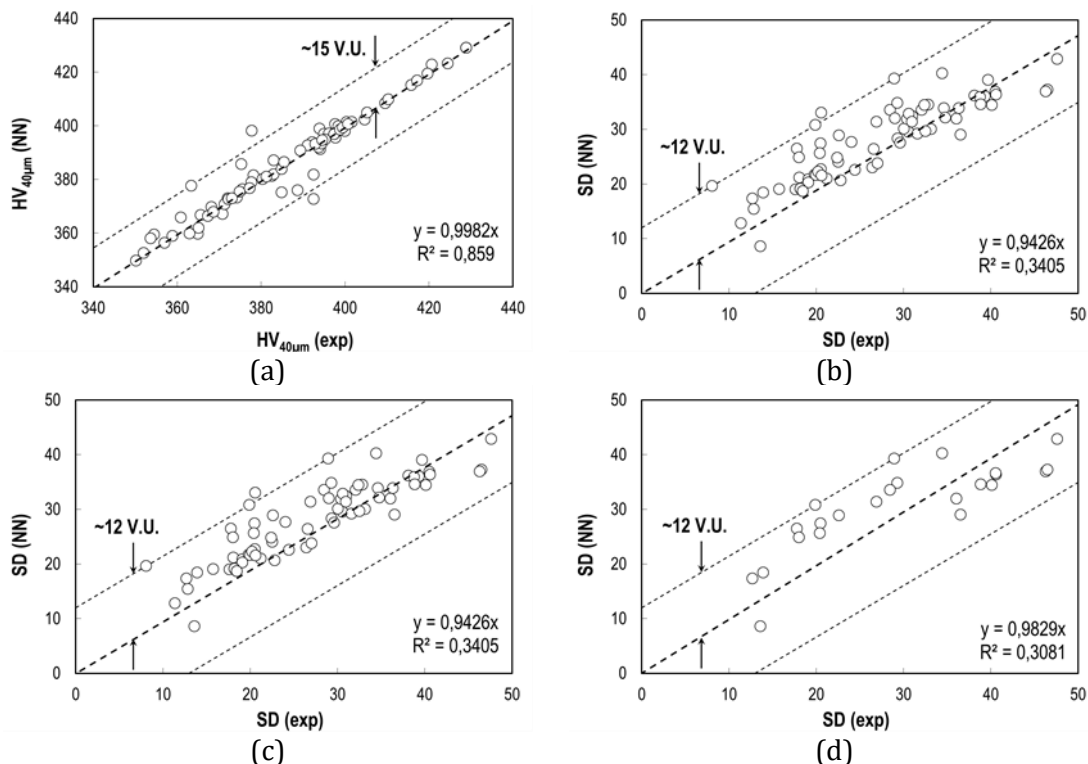 440
420
400
380
360
340
HV40μm (NN)
~15 V.U.
y = 0,9982x
R² = 0,859
340 360 380 400 420 440
HV40μm (exp)
(a)
50
40
30
20
10
0
SD (NN)
~12 V.U.
y = 0,9426x
R² = 0,3405
0 10 20 30 40 50
SD (exp)
(b)
50
40
30
20
10
0
SD (NN)
~12 V.U.
y = 0,9426x
R² = 0,3405
0 10 20 30 40 50
SD (exp)
(c)
50
40
30
20
10
0
SD (NN)
~12 V.U.
y = 0,9829x
R² = 0,3081
0 10 20 30 40 50
SD (exp)
(d)